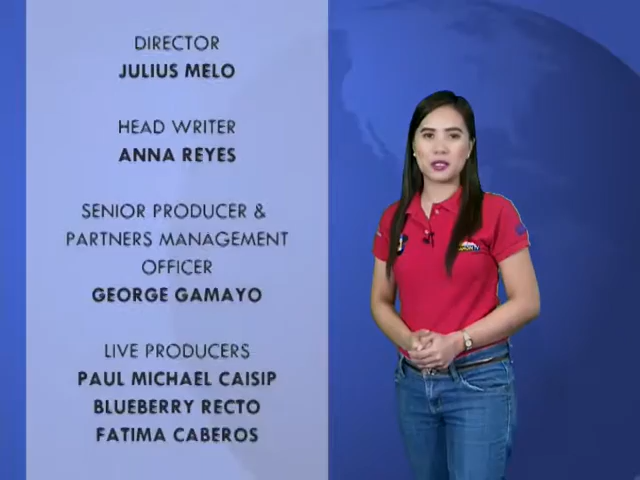 DIRECTOR
JULIUS MELO
HEAD WRITER
ANNA REYES
SENIOR PRODUCER &
PARTNERS MANAGEMENT
OFFICER
GEORGE GAMAYO
LIVE PRODUCERS
PAUL MICHAEL CAISIP
BLUEBERRY RECTO
FATIMA CABEROS